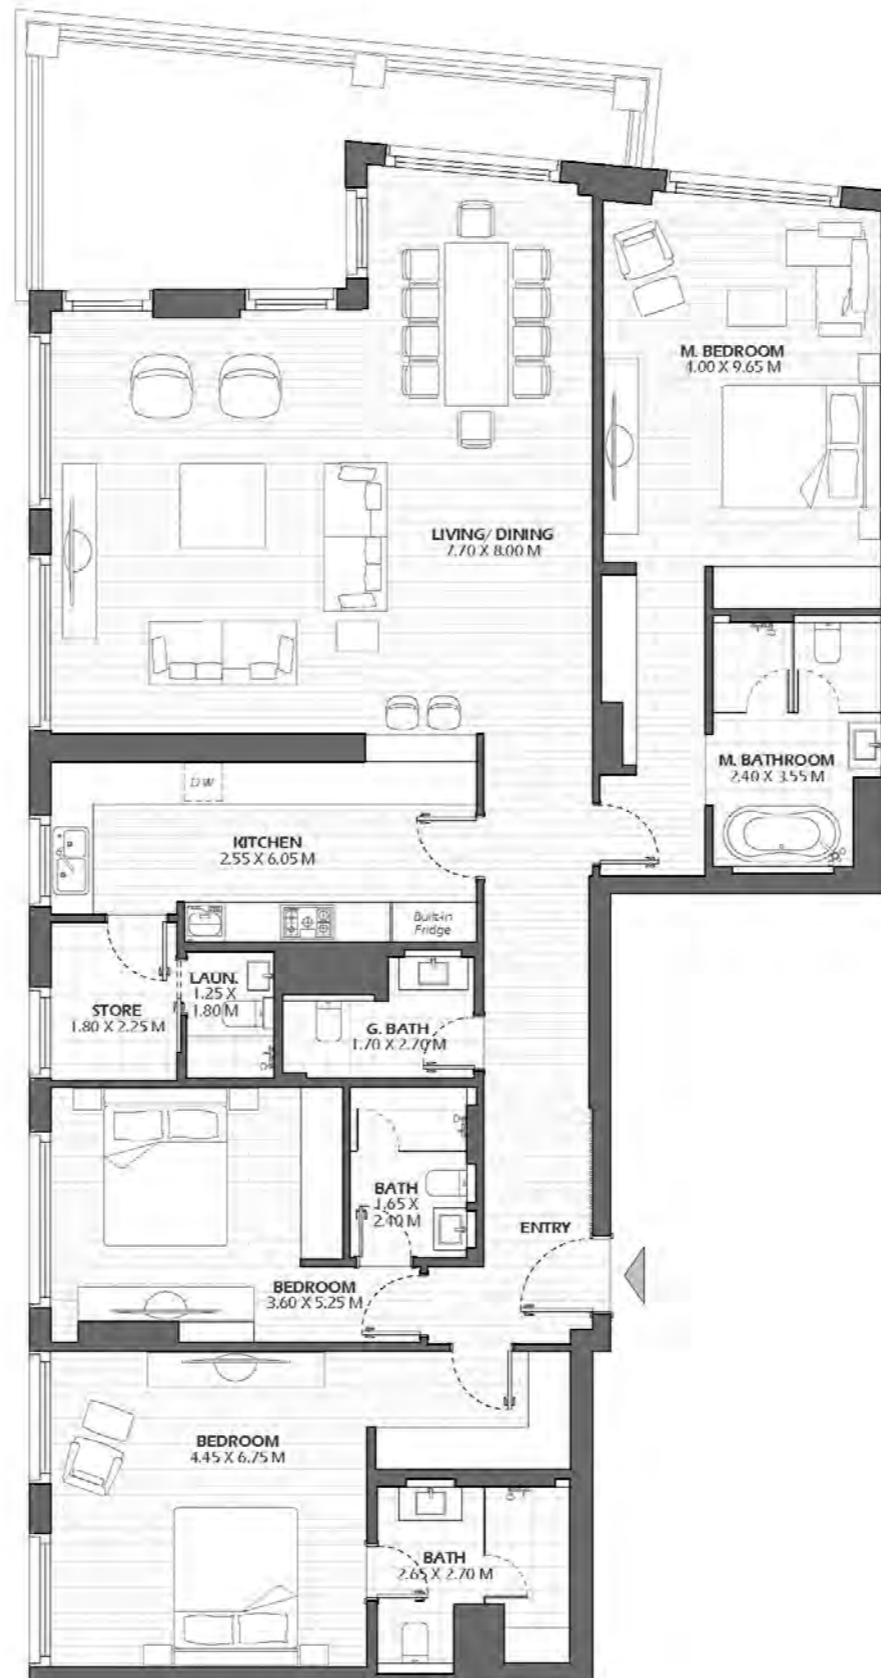 M. BEDROOM
4.00 X 9.65 M
LIVING/ DINING
7.70 X 8.00 M
M. BATHROOM
2.40 X 3.55 M
DW
KITCHEN
2.55 X 6.05 M
Built-in
Fridge
LAUN.
1.25 X
1.80 M
STORE
1.80 X 2.25 M
G. BATH
1.70 X 2.70 M
BATH
1.65 X
2.40 M
ENTRY
BEDROOM
3.60 X 5.25 M
BEDROOM
4.45 X 6.75 M
BATH
2.65 X 2.70 M